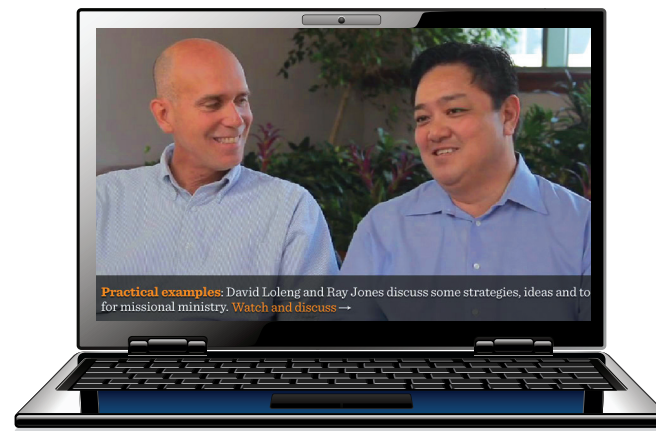 Practical examples: David Loleng and Ray Jones discuss some strategies, ideas and to
for missional ministry. Watch and discuss →